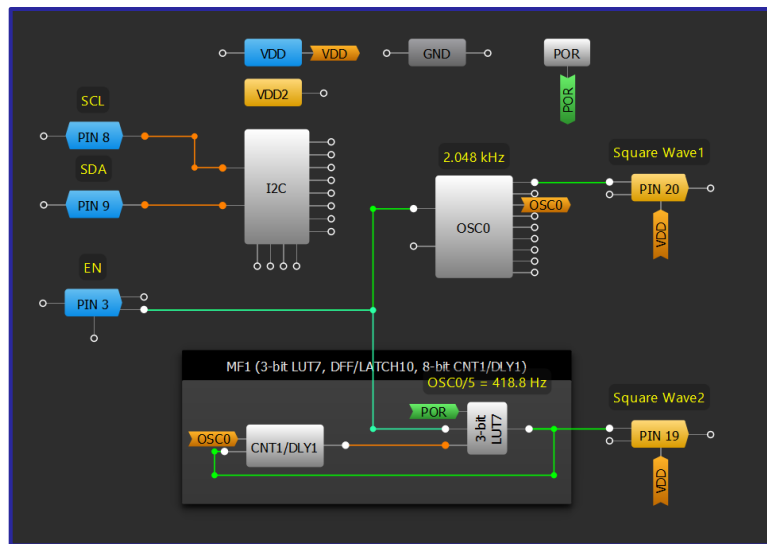 VDD
VDD
GND
POR
VDD2
POR
SCL
PIN 8
I2C
SDA
PIN 9
2.048 kHz
OSC0
OSC0
Square Wave1
PIN 20
VDD
EN
PIN 3
MF1 (3-bit LUT7, DFF/LATCH10, 8-bit CNT1/DLY1)
OSC0/5 = 418.8 Hz
POR
3-bit
LUT7
OSC0
CNT1/DLY1
Square Wave2
PIN 19
VDD